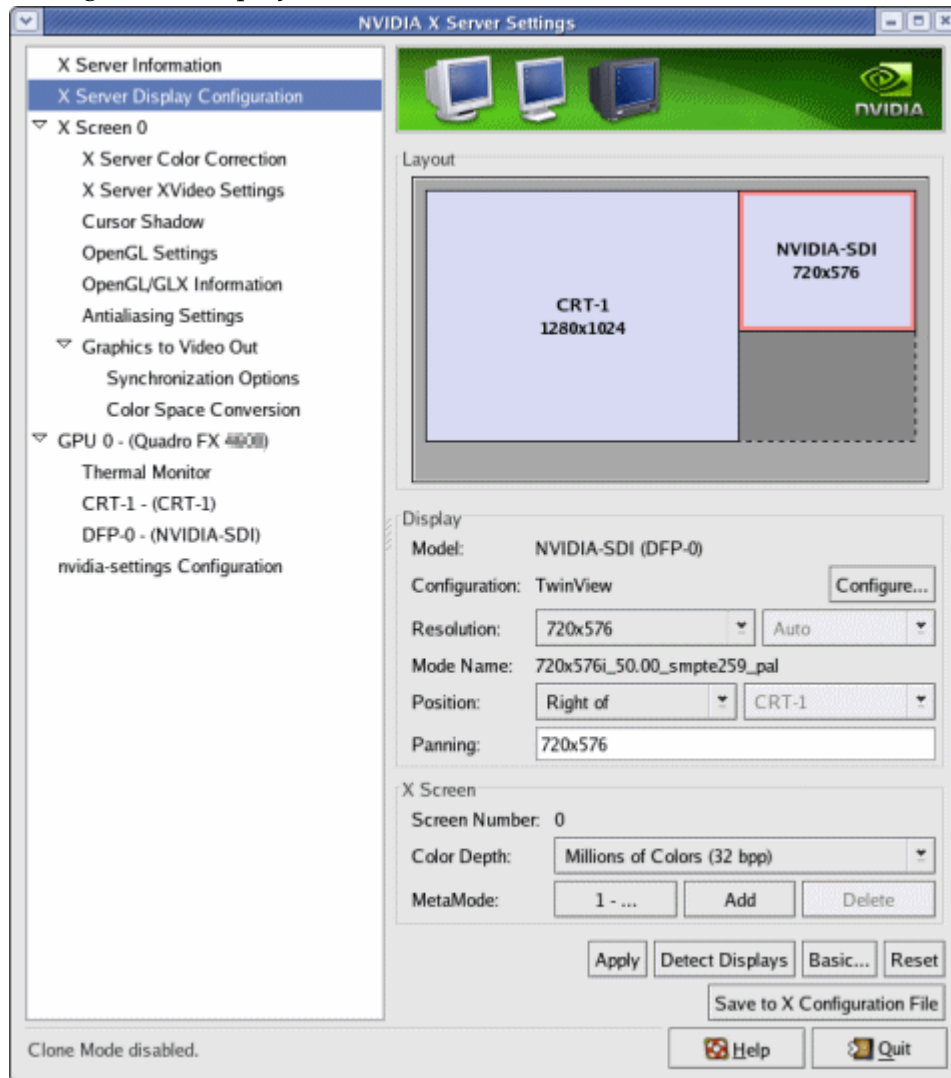 NVIDIA X Server Settings
X Server Information
X Server Display Configuration
X Screen 0
X Server Color Correction
X Server XVideo Settings
Cursor Shadow
OpenGL Settings
OpenGL/GLX Information
Antialiasing Settings
Graphics to Video Out
Synchronization Options
Color Space Conversion
GPU 0 - (Quadro FX
Thermal Monitor
CRT-1 - (CRT-1)
DFP-0 - (NVIDIA-SDI)
nvidia-settings Configuration
NVIDIA
Layout
CRT-1
1280x1024
NVIDIA-SDI
720x576
Display
Model: NVIDIA-SDI (DFP-0)
Configuration: TwinView Configure...
Resolution: 720x576 Auto
Mode Name: 720x576i_50.00_smpte259_pal
Position: Right of CRT-1
Panning: 720x576
X Screen
Screen Number: 0
Color Depth: Millions of Colors (32 bpp)
MetaMode: 1 - ... Add Delete
Apply Detect Displays Basic... Reset
Save to X Configuration File
Clone Mode disabled. Help Quit